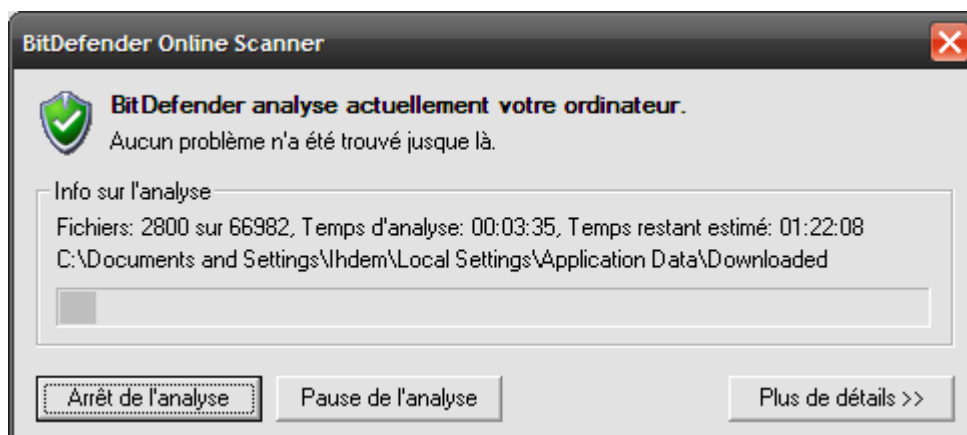 BitDefender Online Scanner
BitDefender analyse actuellement votre ordinateur.
Aucun problème n'a été trouvé jusque là.
Info sur l'analyse
Fichiers: 2800 sur 66982, Temps d'analyse: 00:03:35, Temps restant estimé: 01:22:08
C:\Documents and Settings\Ihdem\Local Settings\Application Data\Downloaded
Arrêt de l'analyse
Pause de l'analyse
Plus de détails >>